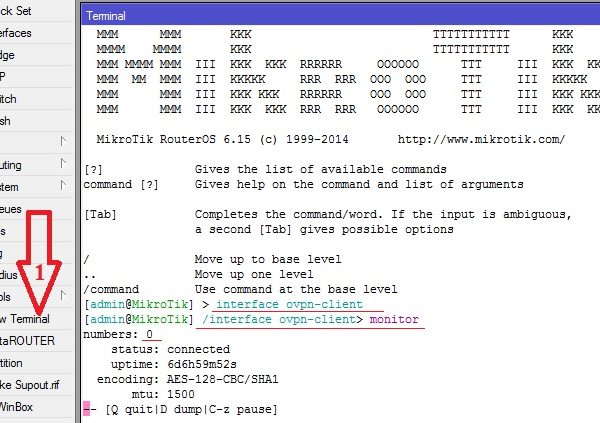 ck Set
Terminal
erfaces
dge
P
itch
sh
uting
stem
eues
es
g
dius
ols
w Terminal
taROUTER
tition
ke Supout.rif
WinBox
1
MMM      MMM       KKK                          TTTTTTTTTTT      KKK
MMMM    MMMM       KKK                          TTTTTTTTTTT      KKK
MMM MMMM MMM  III  KKK  KKK  RRRRRR     OOOOOO      TTT     III  KKK  KKK
MMM  MM  MMM  III  KKKKK     RRR  RRR  OOO  OOO     TTT     III  KKKKK
MMM      MMM  III  KKK KKK   RRRRRR    OOO  OOO     TTT     III  KKK KKK
MMM      MMM  III  KKK  KKK  RRR  RRR   OOOOOO      TTT     III  KKK  KKK
MikroTik RouterOS 6.15 (c) 1999-2014       http://www.mikrotik.com/
[?]             Gives the list of available commands
command [?]     Gives help on the command and list of arguments
[Tab]           Completes the command/word. If the input is ambiguous,
a second [Tab] gives possible options
/               Move up to base level
..              Move up one level
/command        Use command at the base level
[admin@MikroTik] > interface ovpn-client
[admin@MikroTik] /interface ovpn-client> monitor
numbers: 0
status: connected
uptime: 6d6h59m52s
encoding: AES-128-CBC/SHA1
mtu: 1500
-- [Q quit|D dump|C-z pause]